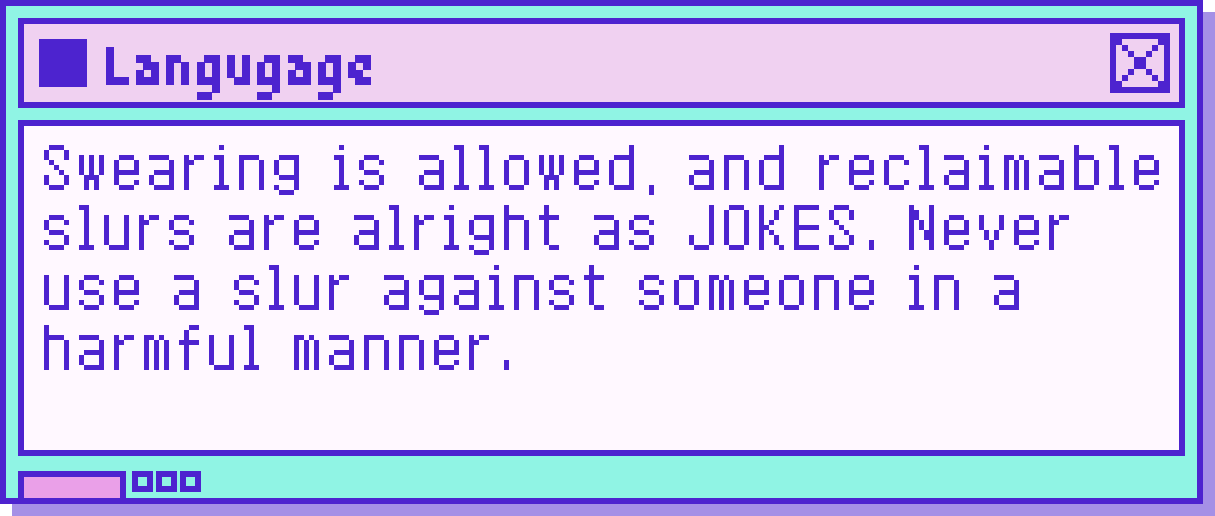 Langugage
Swearing is allowed, and reclaimable
slurs are alright as JOKES. Never
use a slur against someone in a
harmful manner.